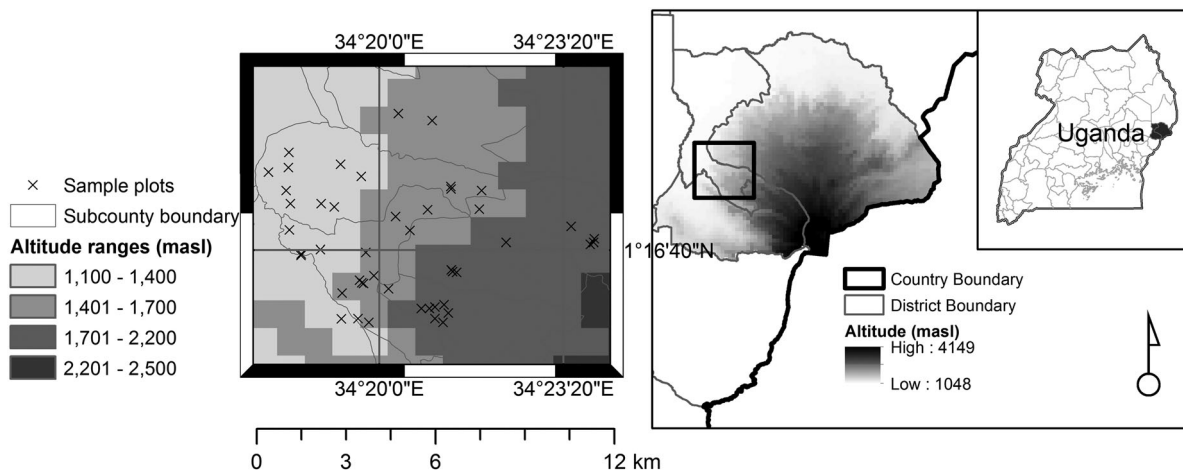 34°20'0"E 34°23'20"E
Sample plots
Subcounty boundary
Altitude ranges (masl)
1,100 - 1,400
1,401 - 1,700
1,701 - 2,200
2,201 - 2,500
1°16'40"N
34°20'0"E 34°23'20"E
0 3 6 12 km
Uganda
Country Boundary
District Boundary
Altitude (masl)
High : 4149
Low : 1048